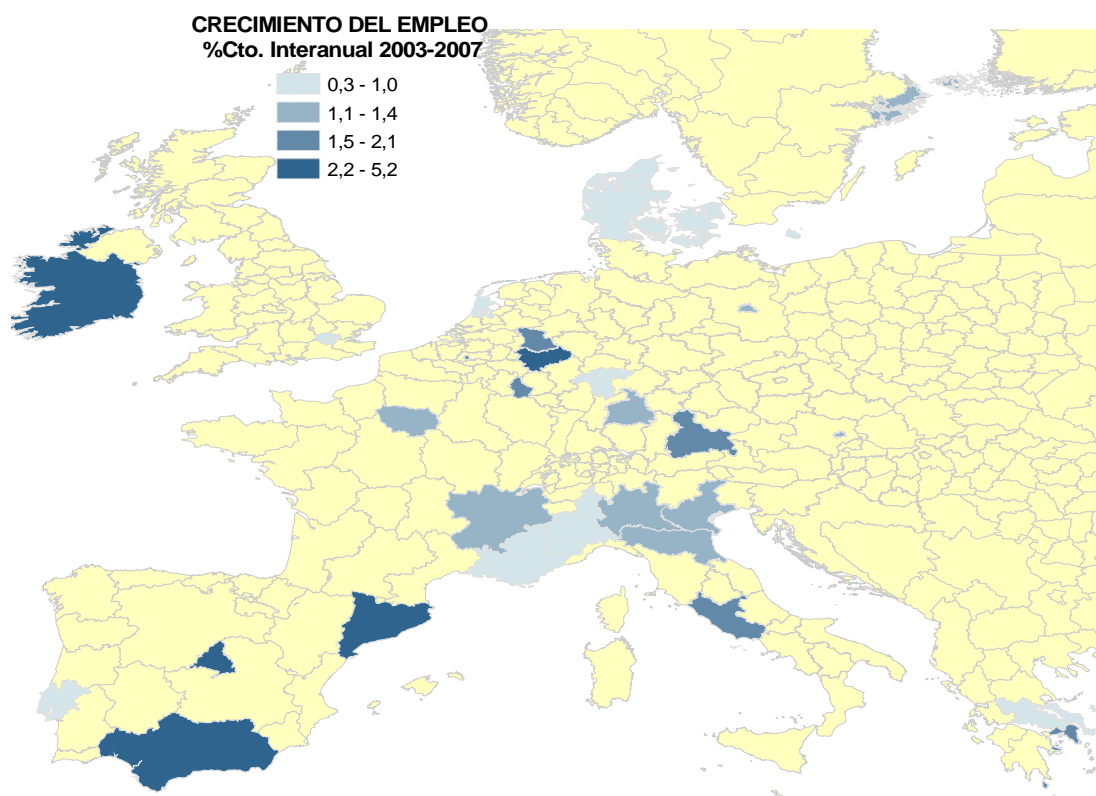 CRECIMIENTO DEL EMPLEO
%Cto. Interanual 2003-2007
0,3 - 1,0
1,1 - 1,4
1,5 - 2,1
2,2 - 5,2